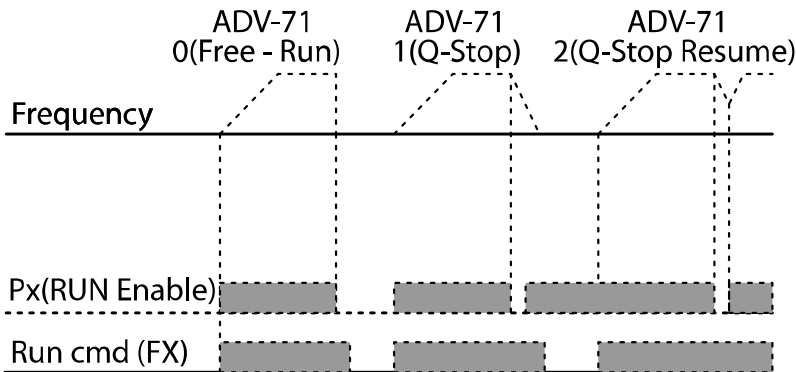 ADV-71
0(Free - Run)
ADV-71
1(Q-Stop)
ADV-71
2(Q-Stop Resume)
Frequency
Px(RUN Enable)
Run cmd (FX)